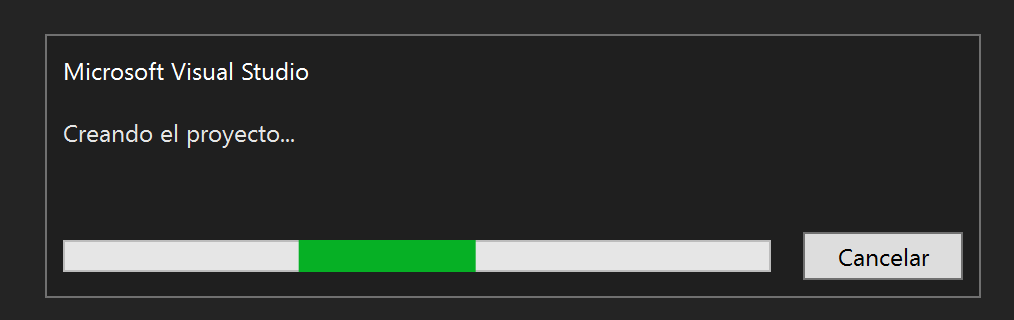 Microsoft Visual Studio
Creando el proyecto...
Cancelar